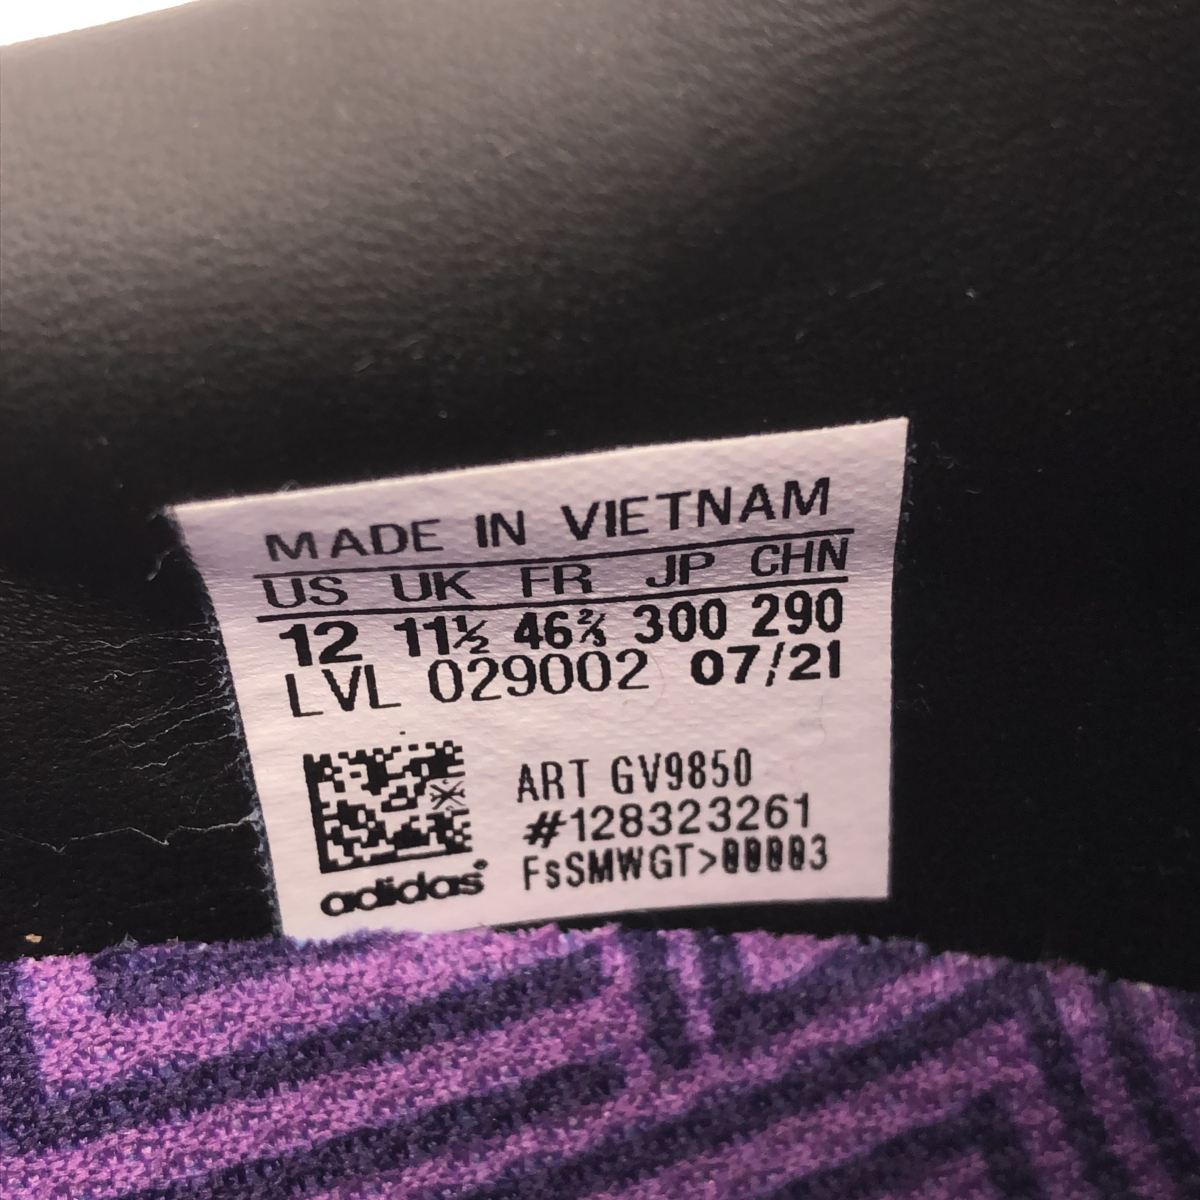 MADE IN VIETNAM
US UK FR JP CHN
12 11½ 46⅔ 300 290
LVL 029002 07/21
ART GV9850
#128323261
FsSMWGT>00003
adidas®